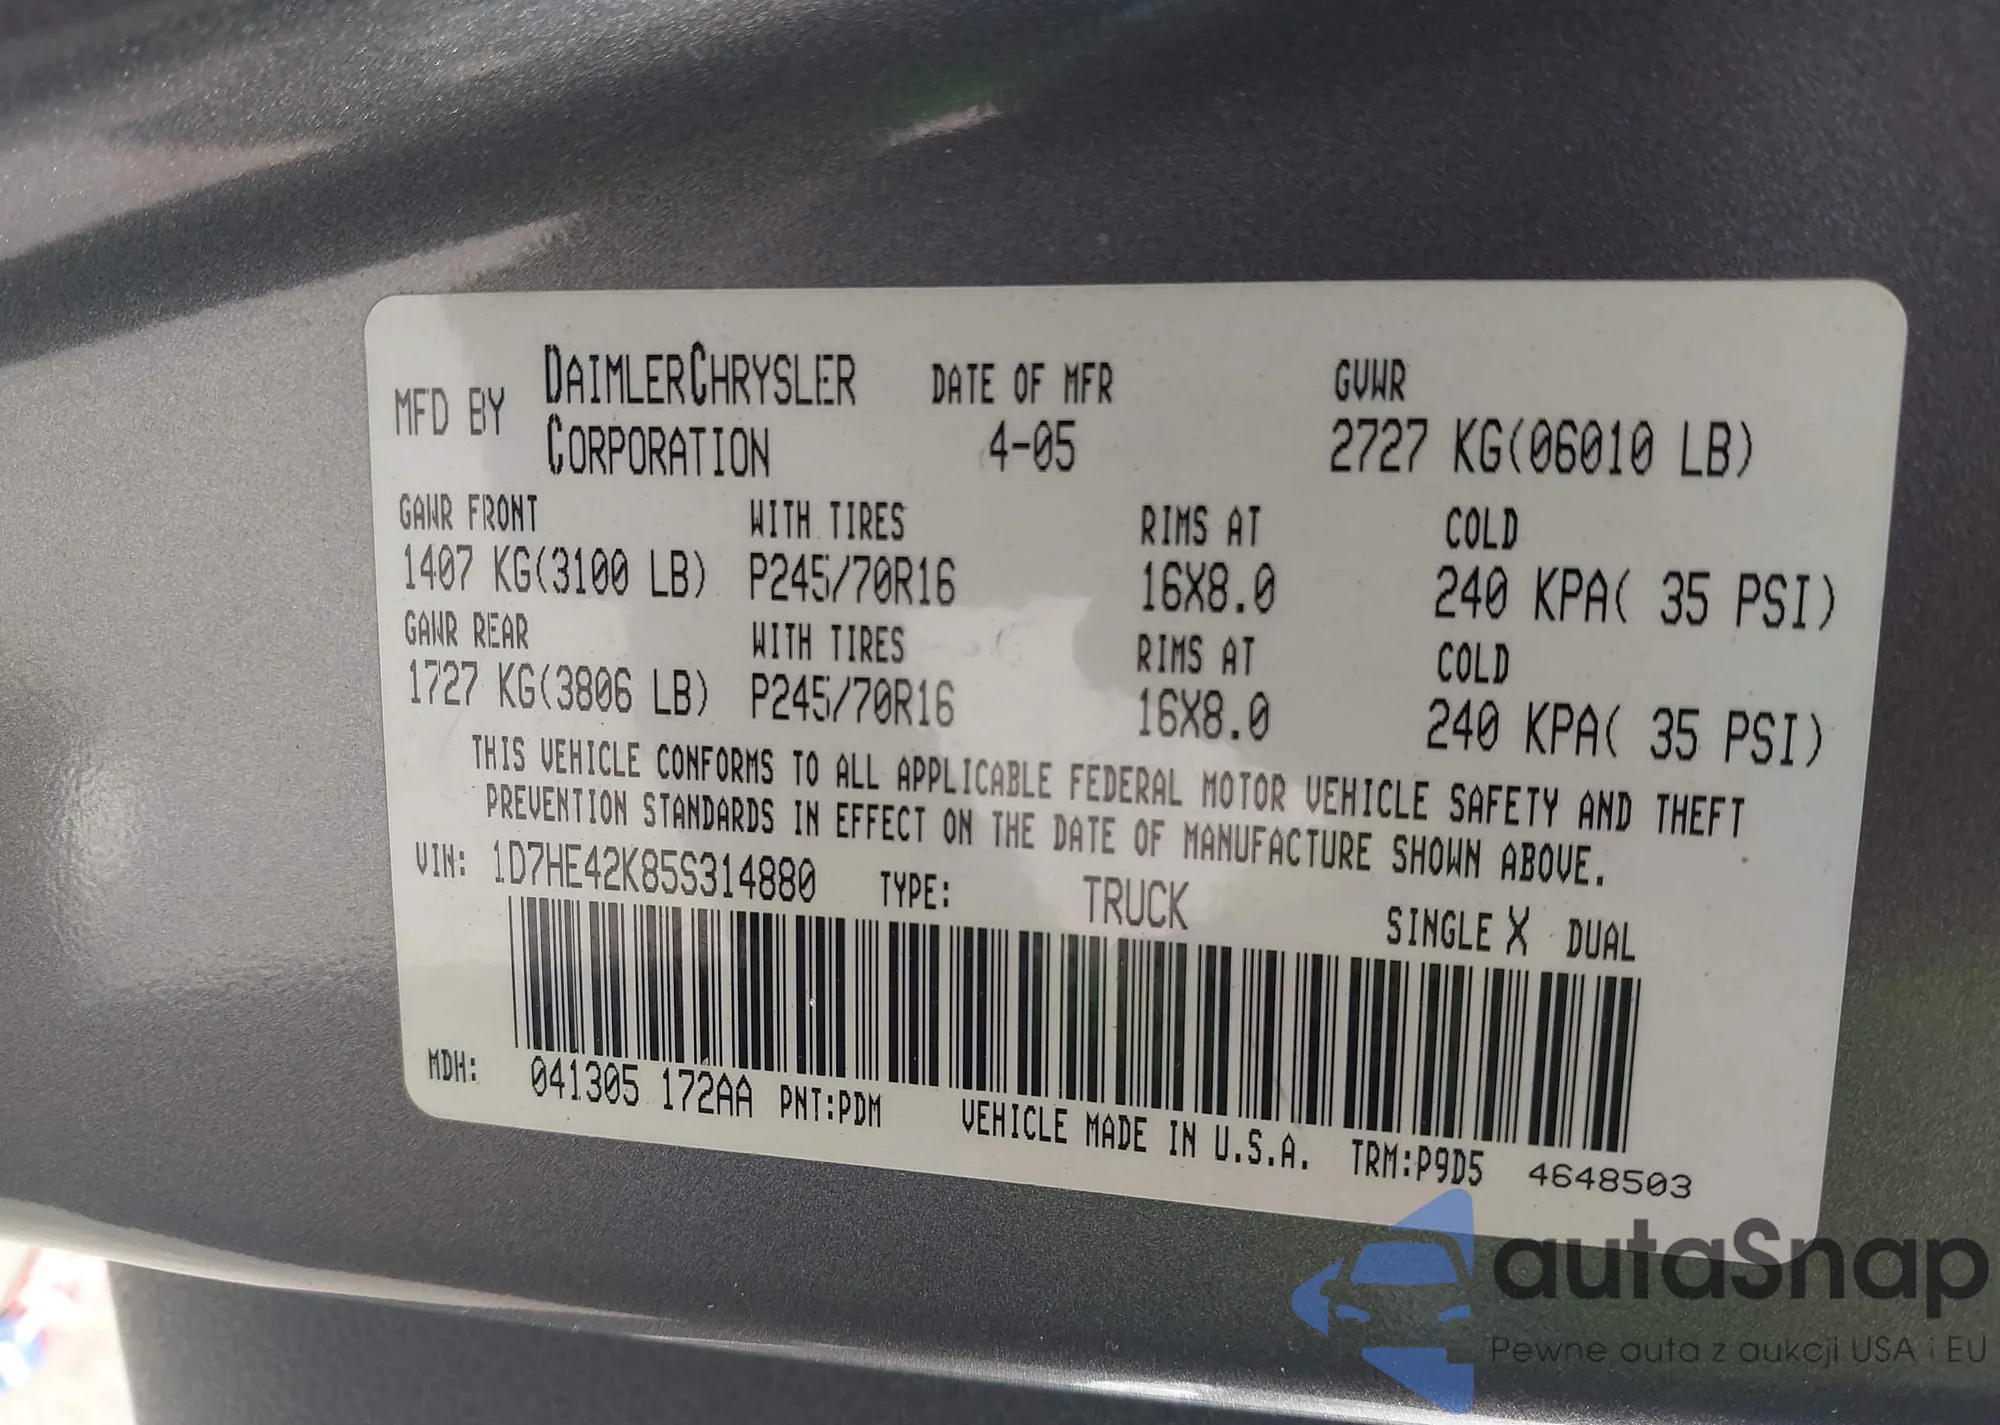 MFD BY DAIMLERCHRYSLER CORPORATION DATE OF MFR 4-05 GVWR 2727 KG(06010 LB)
GAWR FRONT WITH TIRES RIMS AT COLD
1407 KG(3100 LB) P245/70R16 16X8.0 240 KPA( 35 PSI)
GAWR REAR WITH TIRES RIMS AT COLD
1727 KG(3806 LB) P245/70R16 16X8.0 240 KPA( 35 PSI)
THIS VEHICLE CONFORMS TO ALL APPLICABLE FEDERAL MOTOR VEHICLE SAFETY AND THEFT
PREVENTION STANDARDS IN EFFECT ON THE DATE OF MANUFACTURE SHOWN ABOVE.
VIN: 1D7HE42K85S314880 TYPE: TRUCK SINGLE X DUAL
MDH: 041305 172AA PNT:PDM VEHICLE MADE IN U.S.A. TRM:P9D5 4648503
autaSnap
Pewne auta z aukcji USA i EU